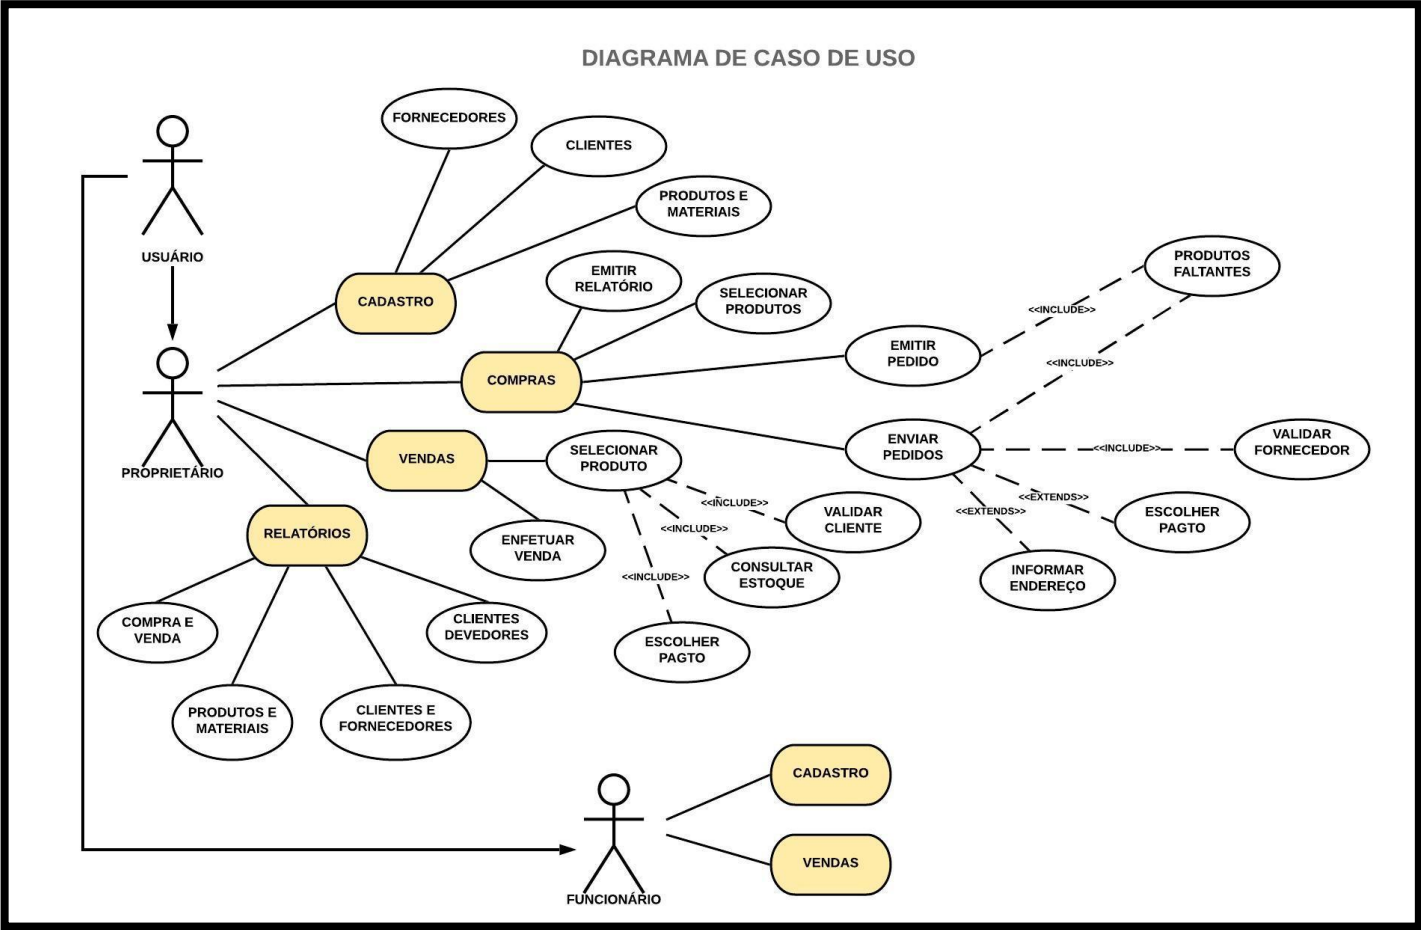 DIAGRAMA DE CASO DE USO
FORNECEDORES
CLIENTES
PRODUTOS E
MATERIAIS
USUÁRIO
CADASTRO
EMITIR
RELATÓRIO
SELECIONAR
PRODUTOS
PRODUTOS
FALTANTES
<<INCLUDE>>
EMITIR
PEDIDO
<<INCLUDE>>
COMPRAS
PROPRIETÁRIO
VENDAS
SELECIONAR
PRODUTO
ENVIAR
PEDIDOS
<<INCLUDE>>
VALIDAR
FORNECEDOR
<<EXTENDS>>
<<EXTENDS>>
ESCOLHER
PAGTO
INFORMAR
ENDEREÇO
<<INCLUDE>>
VALIDAR
CLIENTE
<<INCLUDE>>
CONSULTAR
ESTOQUE
<<INCLUDE>>
ESCOLHER
PAGTO
ENFETUAR
VENDA
RELATÓRIOS
COMPRA E
VENDA
CLIENTES
DEVEDORES
PRODUTOS E
MATERIAIS
CLIENTES E
FORNECEDORES
CADASTRO
VENDAS
FUNCIONÁRIO